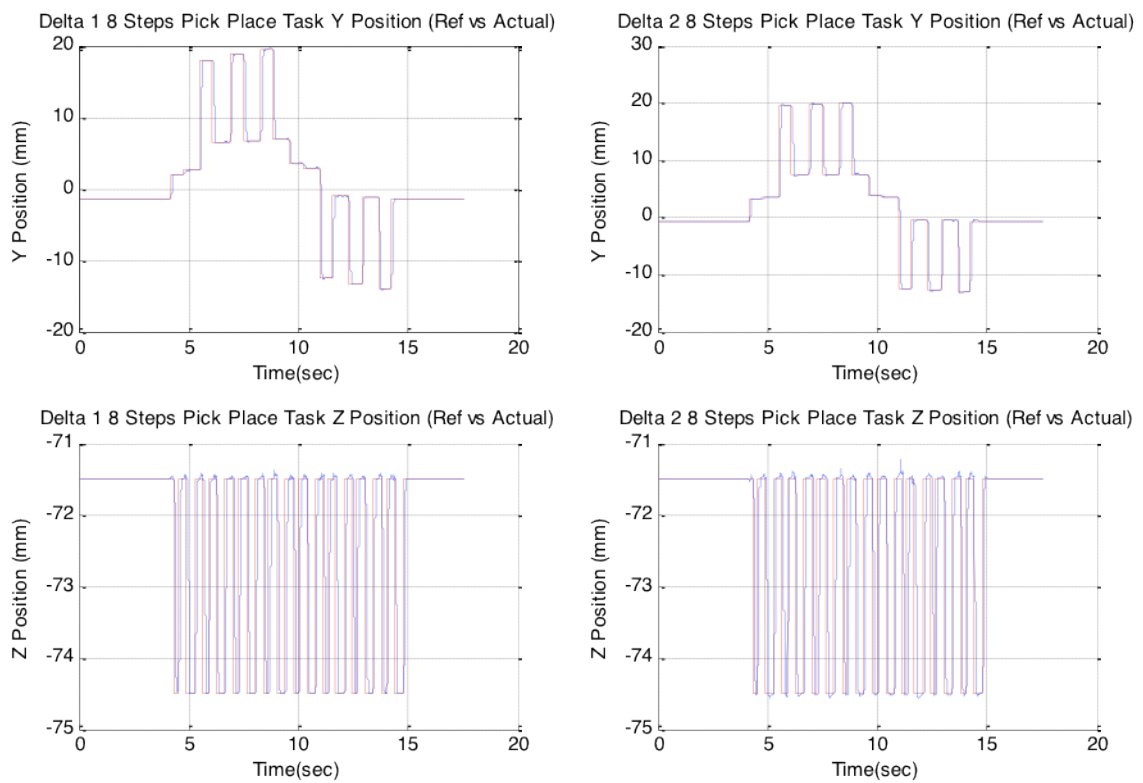 Delta 1 8 Steps Pick Place Task Y Position (Ref vs Actual)
20
10
0
-10
-20
Y Position (mm)
0 5 10 15 20
Time(sec)
Delta 2 8 Steps Pick Place Task Y Position (Ref vs Actual)
30
20
10
0
-10
-20
Y Position (mm)
0 5 10 15 20
Time(sec)
Delta 1 8 Steps Pick Place Task Z Position (Ref vs Actual)
-71
-72
-73
-74
-75
Z Position (mm)
0 5 10 15 20
Time(sec)
Delta 2 8 Steps Pick Place Task Z Position (Ref vs Actual)
-71
-72
-73
-74
-75
Z Position (mm)
0 5 10 15 20
Time(sec)